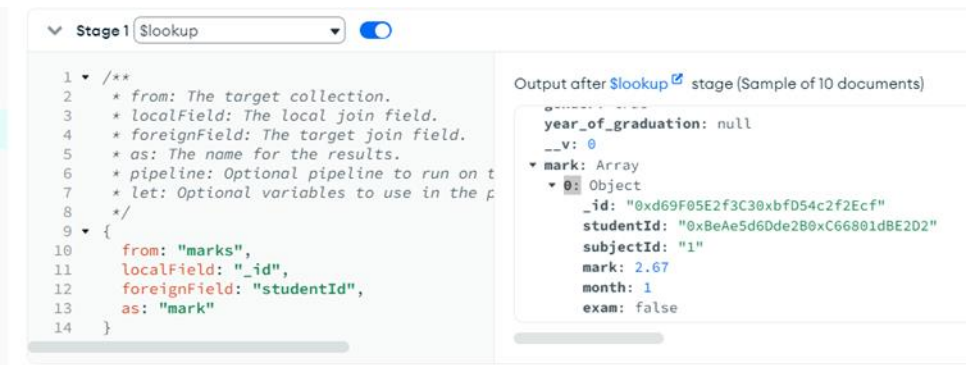 Stage 1 $lookup
1 /**
2 * from: The target collection.
3 * localField: The local join field.
4 * foreignField: The target join field.
5 * as: The name for the results.
6 * pipeline: Optional pipeline to run on t
7 * let: Optional variables to use in the p
8 */
9 {
10 from: "marks",
11 localField: "_id",
12 foreignField: "studentId",
13 as: "mark"
14 }
Output after $lookup stage (Sample of 10 documents)
year_of_graduation: null
__v: 0
mark: Array
0: Object
_id: "0xd69F05E2f3C30xbfD54c2f2Ecf"
studentId: "0xBeAe5d6Dde2B0xC66801dBE2D2"
subjectId: "1"
mark: 2.67
month: 1
exam: false